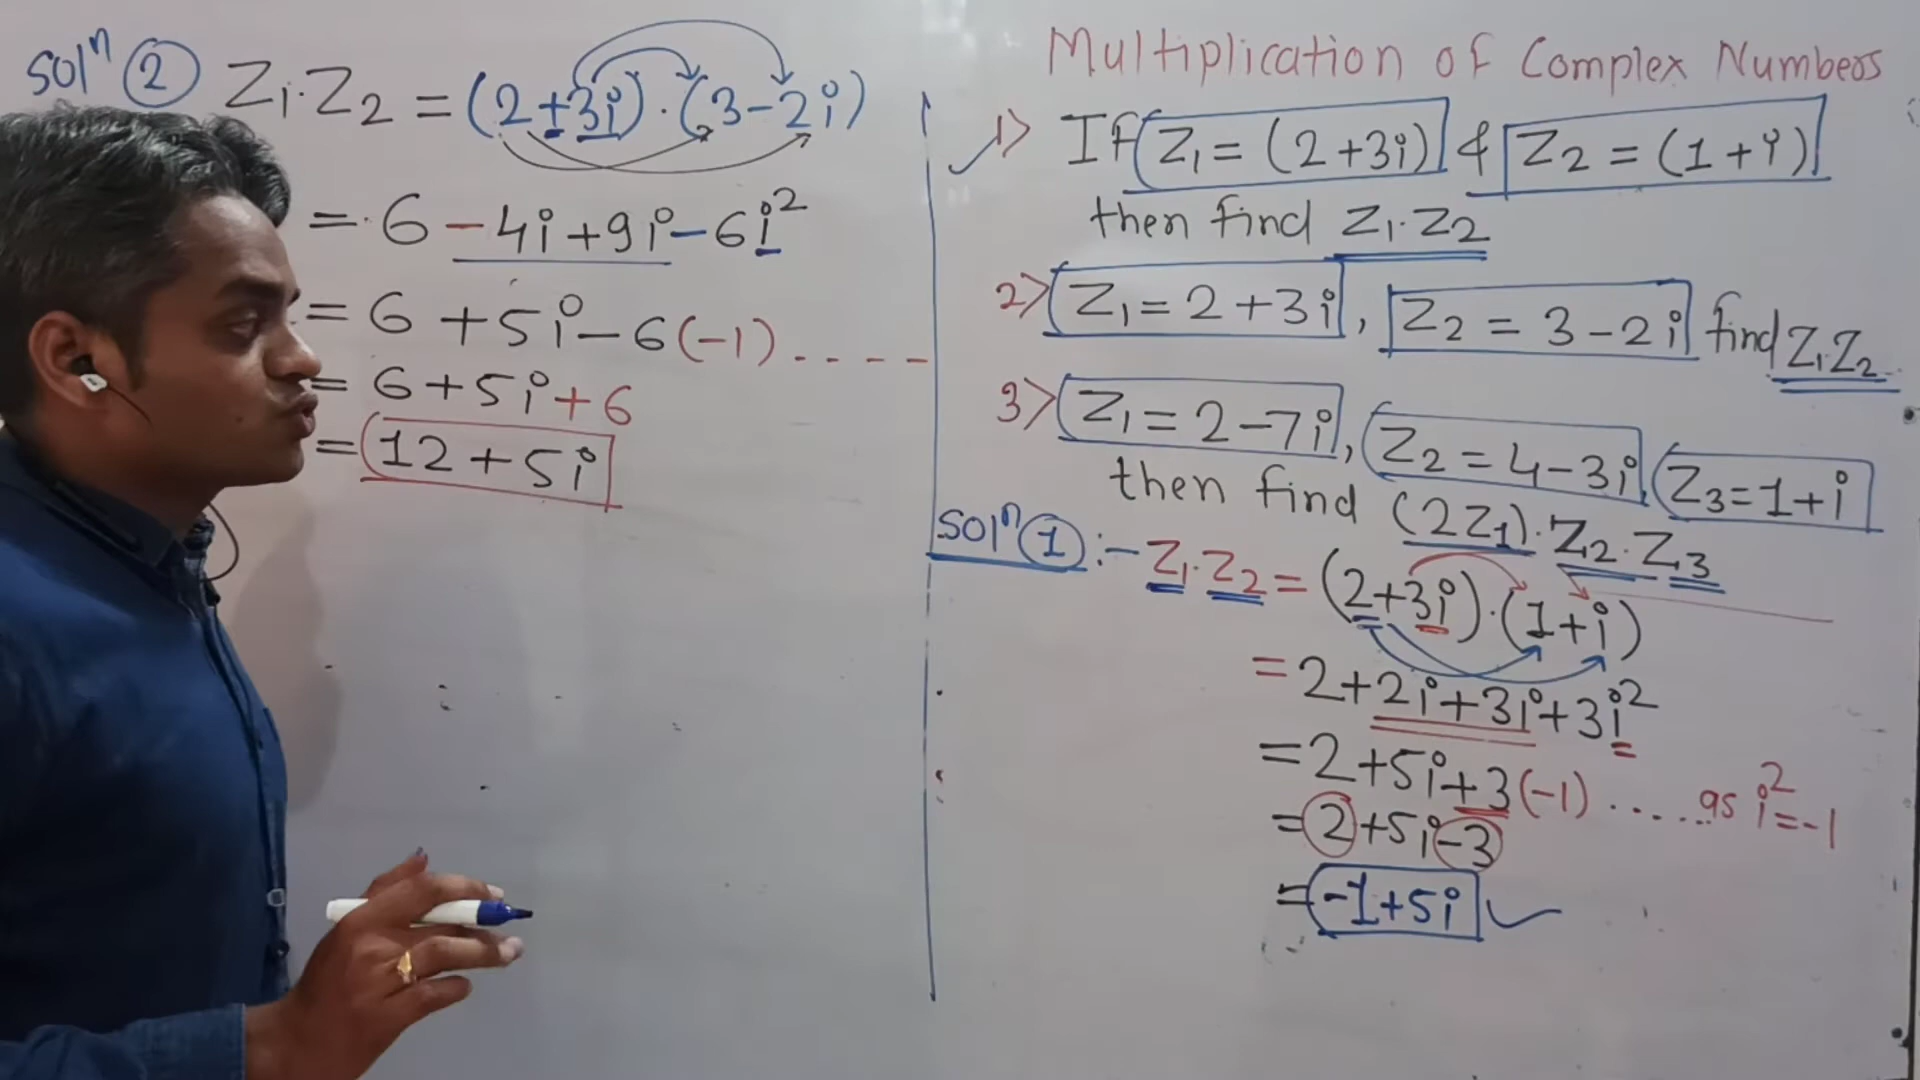 Solⁿ ② Z₁.Z₂ = (2+3i).(3-2i)
= 6 - 4i + 9i - 6i²
= 6 + 5i - 6(-1) - - - -
= 6 + 5i + 6
= 12 + 5i
Multiplication of Complex Numbers
1> If Z₁ = (2+3i) & Z₂ = (1+i)
then find Z₁.Z₂
2> Z₁ = 2+3i, Z₂ = 3-2i find Z₁.Z₂
3> Z₁ = 2-7i, Z₂ = 4-3i, Z₃ = 1+i
then find (2Z₁).Z₂.Z₃
Solⁿ ① :- Z₁.Z₂ = (2+3i).(1+i)
= 2+2i+3i+3i²
= 2+5i+3(-1) ..... as i²=-1
= 2+5i-3
= -1+5i